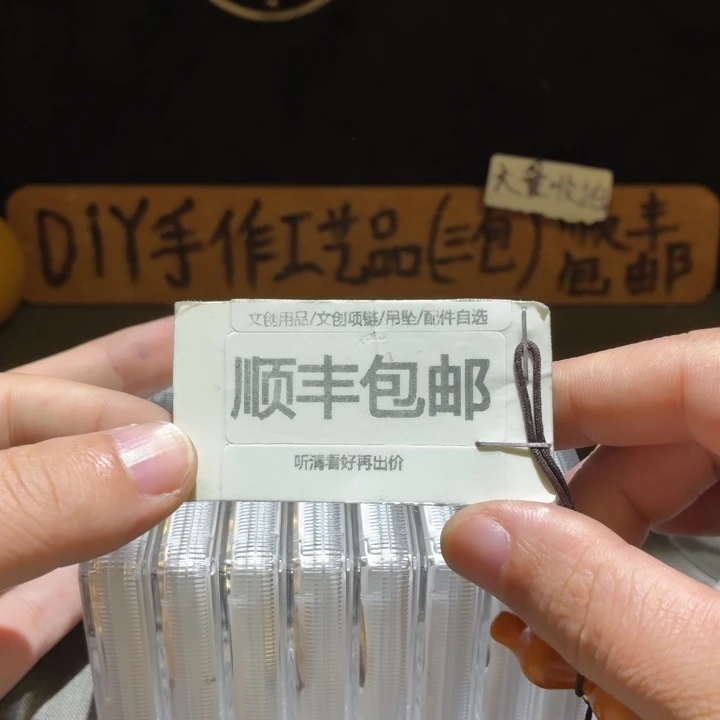 大量收池
DIY手作工艺品(三包)
顺丰
包邮
文创用品/文创项链/吊坠/配件自选
顺丰包邮
听清看好再出价